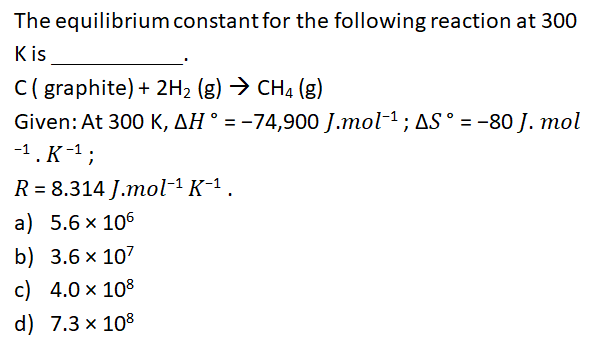 The equilibrium constant for the following reaction at 300
K is ______________.
C ( graphite) + 2H₂ (g) → CH₄ (g)
Given: At 300 K, ΔH ° = −74,900 J.mol⁻¹ ; ΔS ° = −80 J. mol
⁻¹ . K⁻¹ ;
R = 8.314 J.mol⁻¹ K⁻¹ .
a) 5.6 × 10⁶
b) 3.6 × 10⁷
c) 4.0 × 10⁸
d) 7.3 × 10⁸